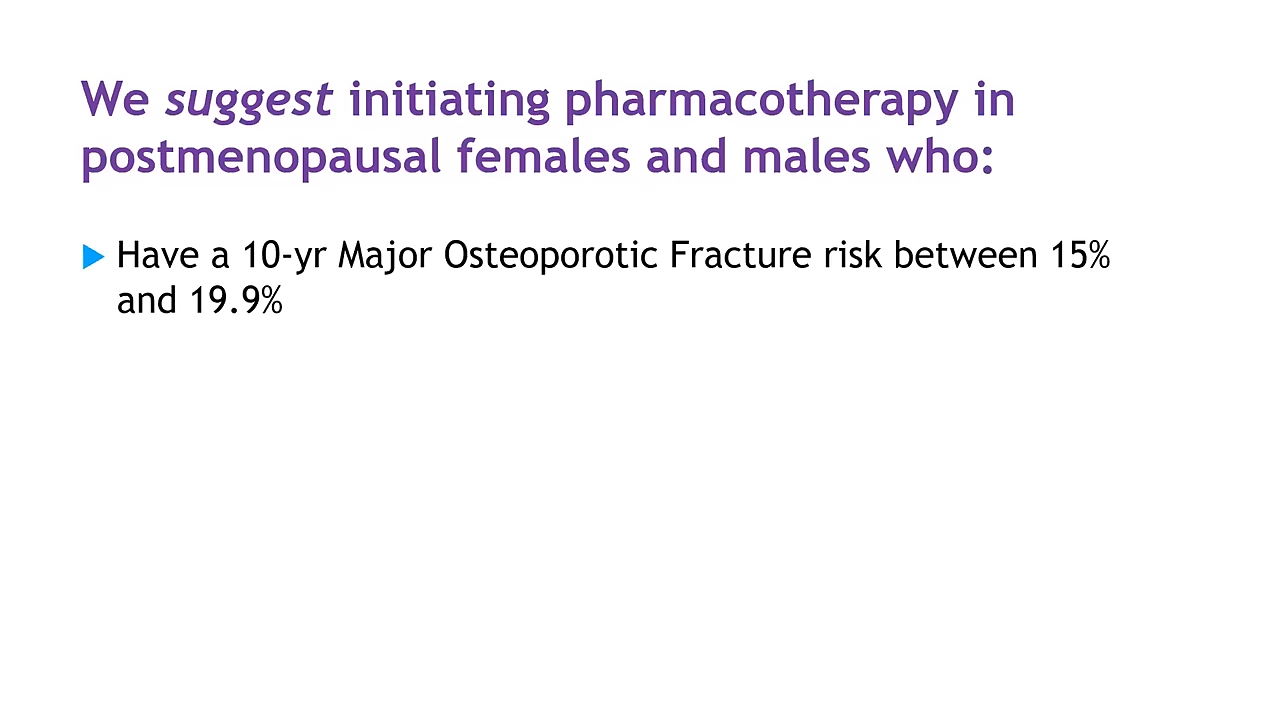 We suggest initiating pharmacotherapy in
postmenopausal females and males who:
Have a 10-yr Major Osteoporotic Fracture risk between 15%
and 19.9%